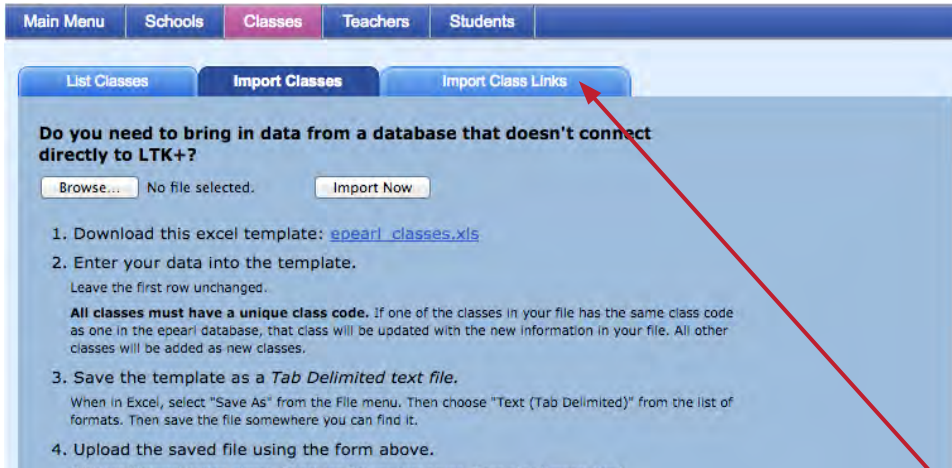 Main Menu Schools Classes Teachers Students
List Classes Import Classes Import Class Links
Do you need to bring in data from a database that doesn't connect
directly to LTK+?
Browse... No file selected. Import Now
1. Download this excel template: epearl_classes.xls
2. Enter your data into the template.
Leave the first row unchanged.
All classes must have a unique class code. If one of the classes in your file has the same class code
as one in the epearl database, that class will be updated with the new information in your file. All other
classes will be added as new classes.
3. Save the template as a Tab Delimited text file.
When in Excel, select "Save As" from the File menu. Then choose "Text (Tab Delimited)" from the list of
formats. Then save the file somewhere you can find it.
4. Upload the saved file using the form above.